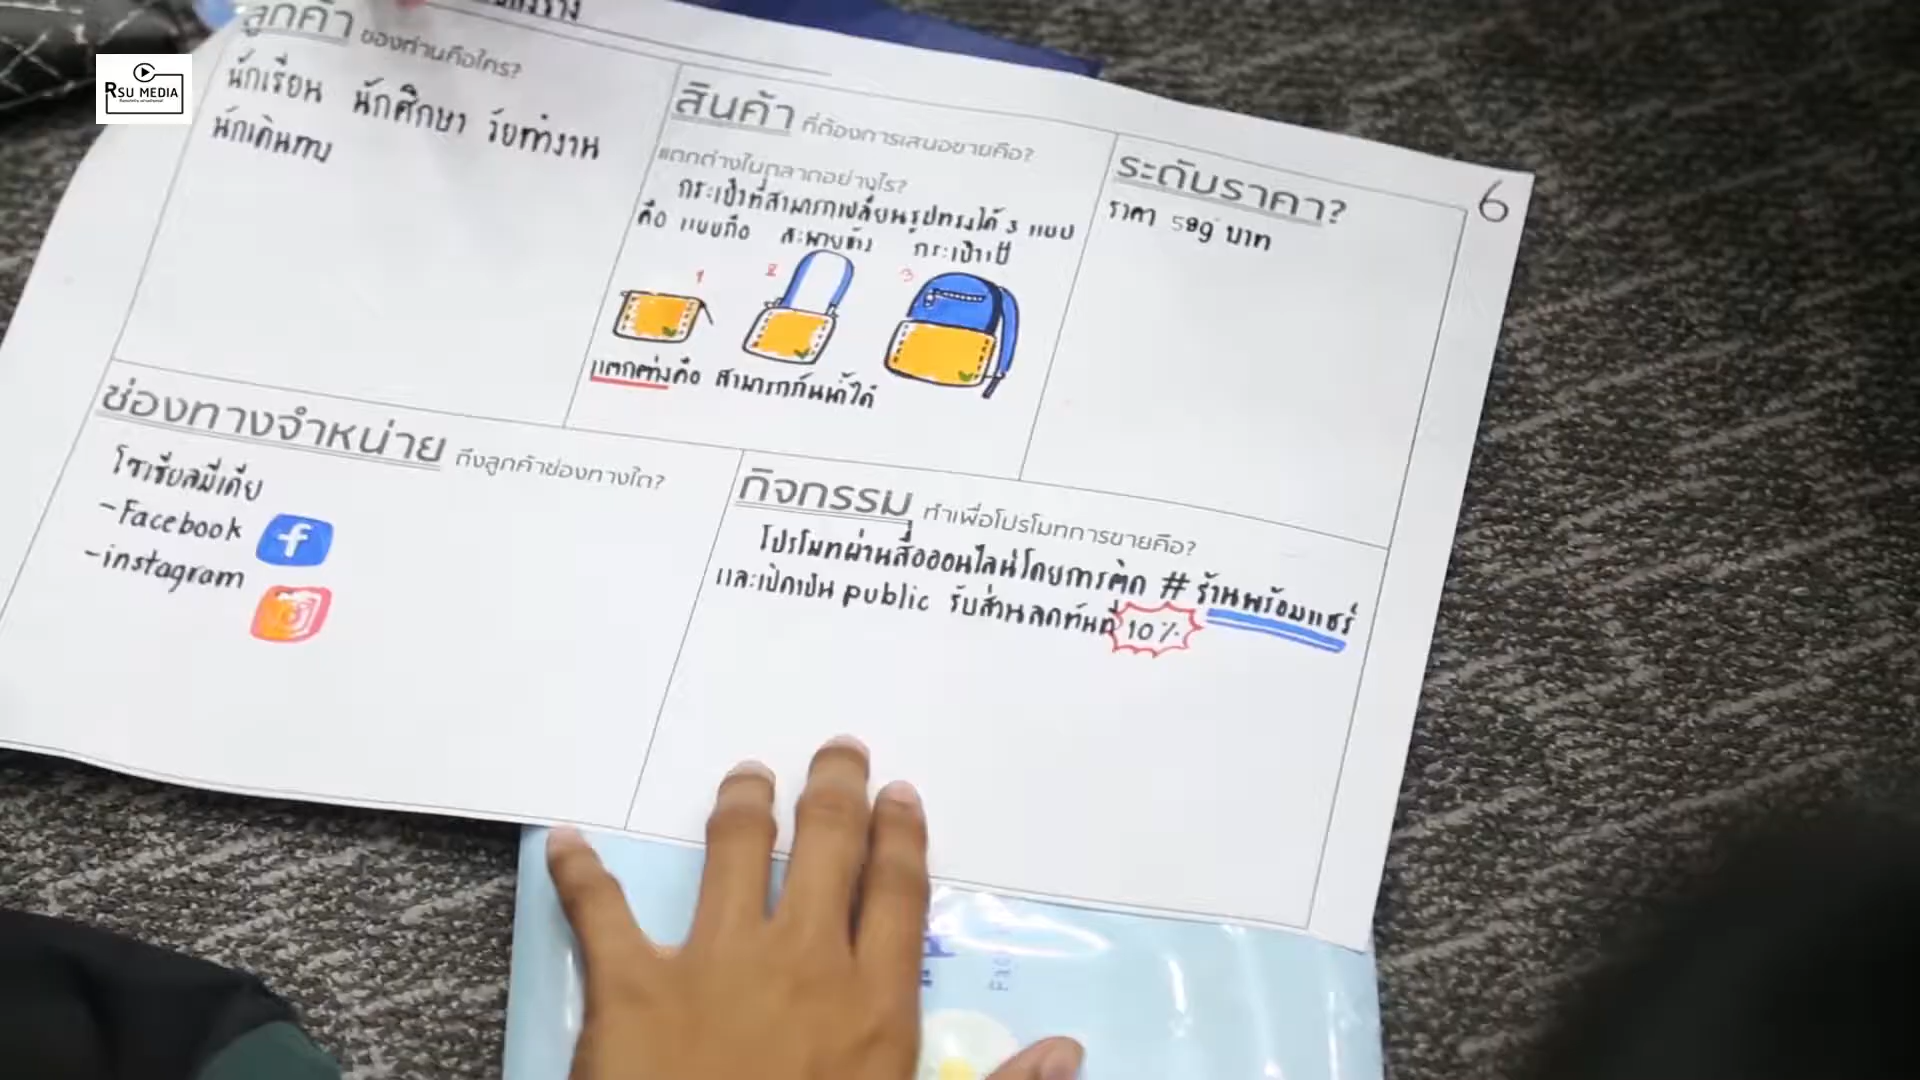 RSU MEDIA
ลูกค้า ของท่านคือใคร?
นักเรียน นักศึกษา วัยทำงาน
นักเดินทาง
สินค้า ที่ต้องการเสนอขายคือ?
แตกต่างในตลาดอย่างไร?
กระเป๋าที่สามารถเปลี่ยนรูปทรงได้ 3 แบบ
คือ แบบถือ สะพายข้าง กระเป๋าเป้
1 2 3
แตกต่างคือ สามารถกันน้ำได้
ระดับราคา?
ราคา 599 บาท
6
ช่องทางจำหน่าย ถึงลูกค้าช่องทางใด?
โซเชียลมีเดีย
-Facebook
-instagram
กิจกรรม ทำเพื่อโปรโมทการขายคือ?
โปรโมทผ่านสื่อออนไลน์โดยการติด # ร้านพร้อมแชร์
และเปิดเป็น public รับส่วนลดทันที 10%